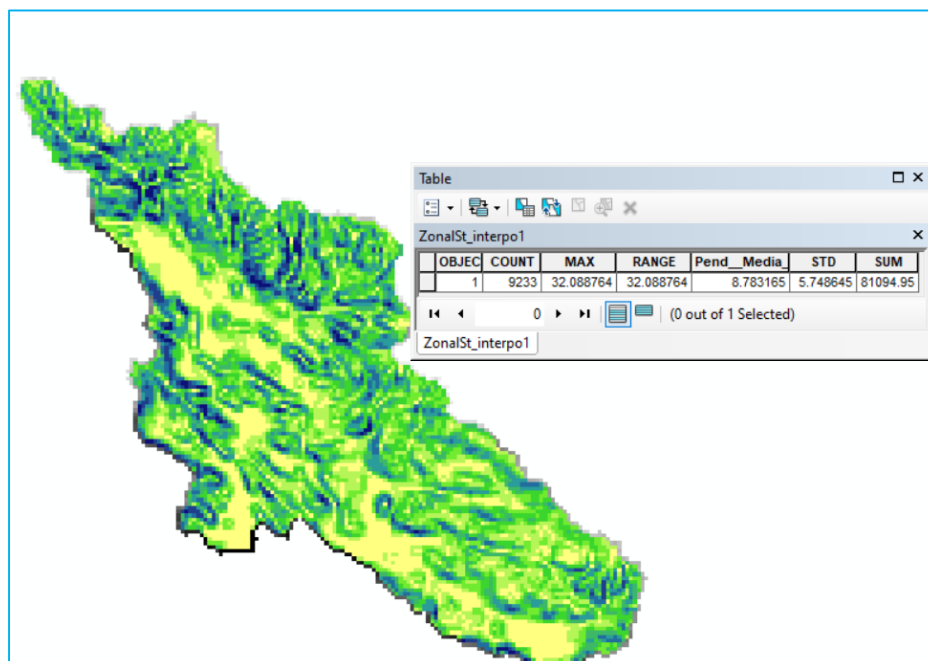 Table
ZonalSt_interpo1
OBJEC COUNT MAX RANGE Pend__Media_ STD SUM
1 9233 32.088764 32.088764 8.783165 5.748645 81094.95
0 (0 out of 1 Selected)
ZonalSt_interpo1